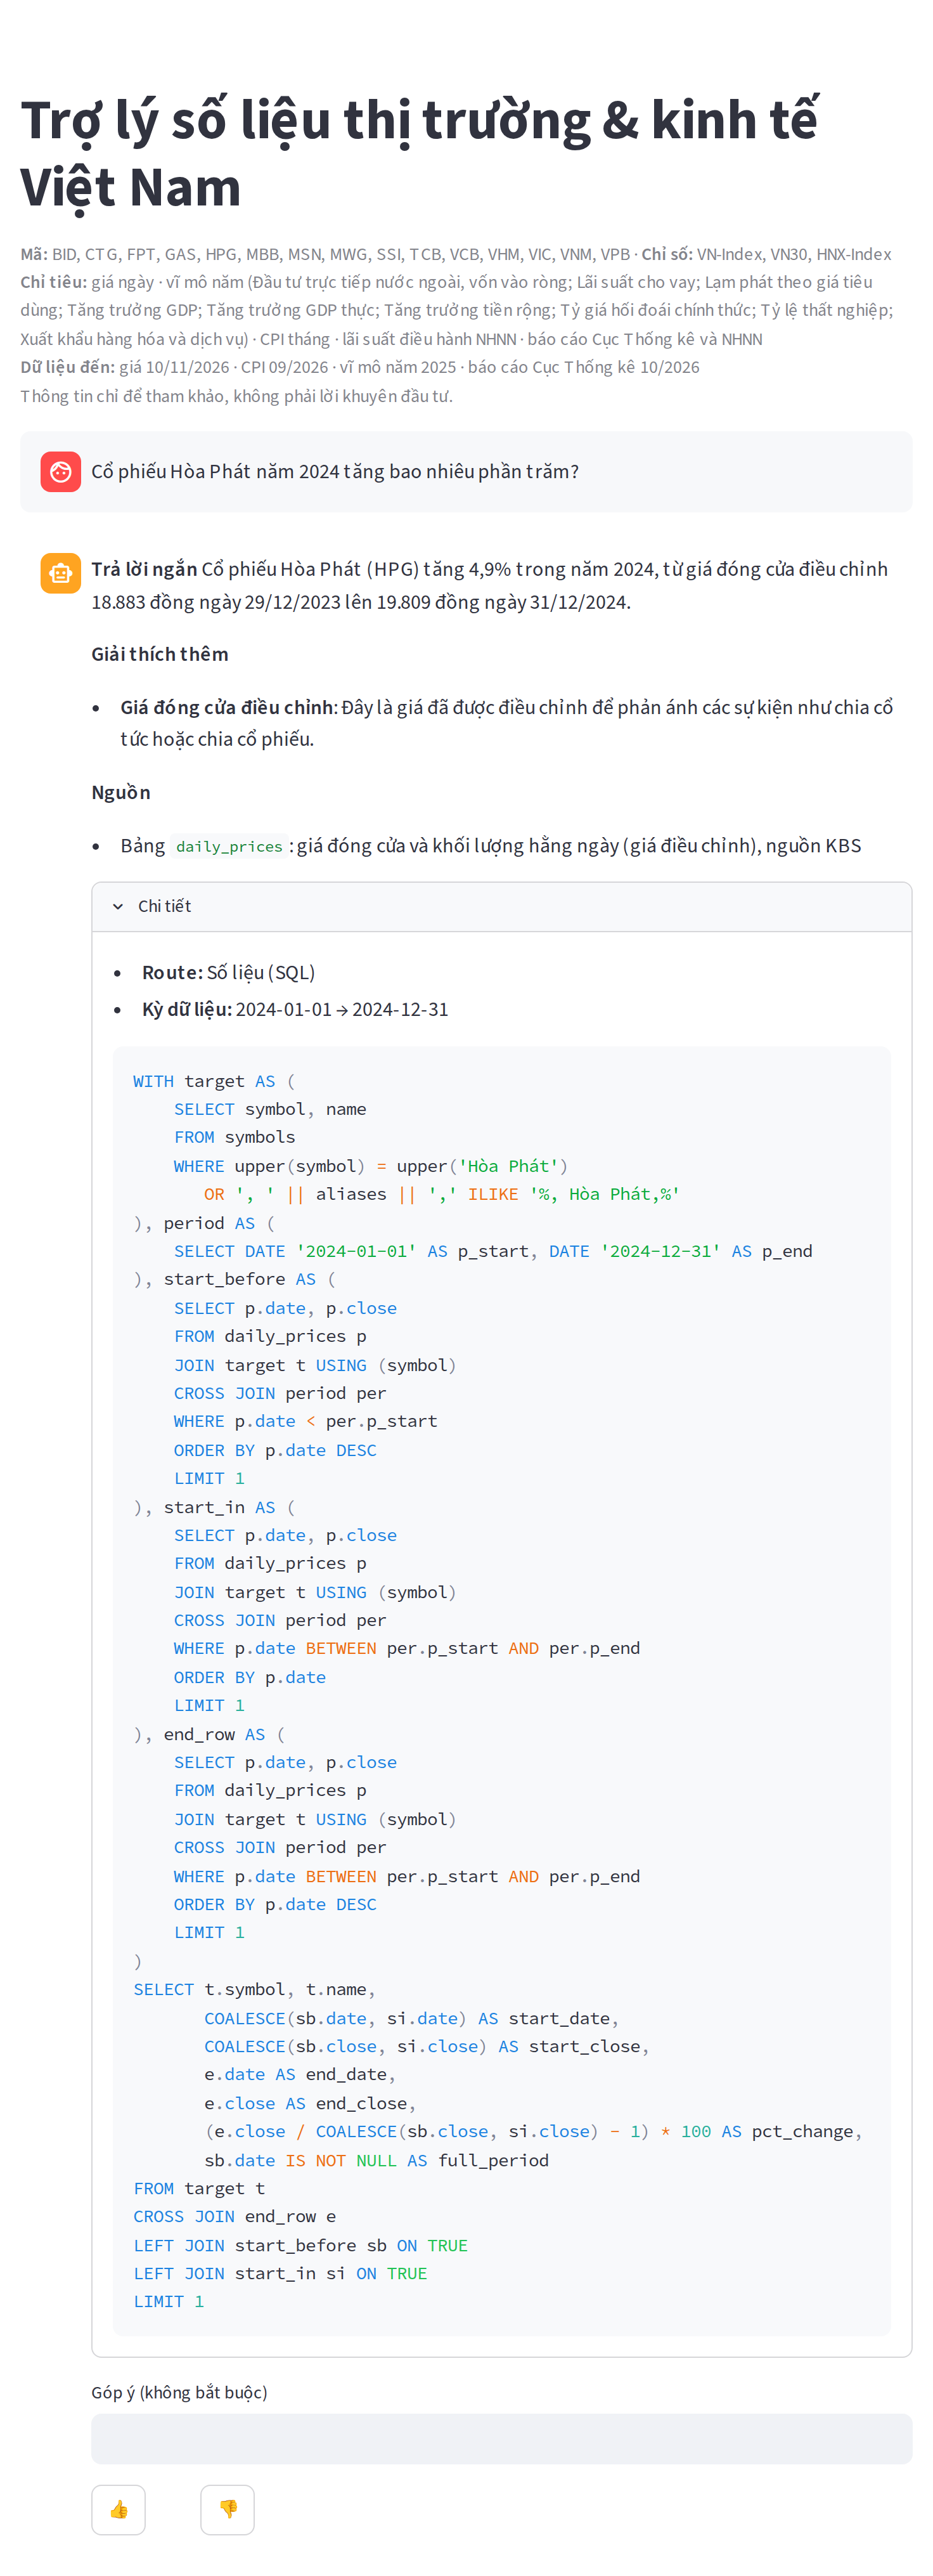 Trợ lý số liệu thị trường & kinh tế
Việt Nam
Mã: BID, CTG, FPT, GAS, HPG, MBB, MSN, MWG, SSI, TCB, VCB, VHM, VIC, VNM, VPB · Chỉ số: VN-Index, VN30, HNX-Index
Chỉ tiêu: giá ngày · vĩ mô năm (Đầu tư trực tiếp nước ngoài, vốn vào ròng; Lãi suất cho vay; Lạm phát theo giá tiêu
dùng; Tăng trưởng GDP; Tăng trưởng GDP thực; Tăng trưởng tiền rộng; Tỷ giá hối đoái chính thức; Tỷ lệ thất nghiệp;
Xuất khẩu hàng hóa và dịch vụ) · CPI tháng · lãi suất điều hành NHNN · báo cáo Cục Thống kê và NHNN
Dữ liệu đến: giá 10/11/2026 · CPI 09/2026 · vĩ mô năm 2025 · báo cáo Cục Thống kê 10/2026
Thông tin chỉ để tham khảo, không phải lời khuyên đầu tư.
Cổ phiếu Hòa Phát năm 2024 tăng bao nhiêu phần trăm?
Trả lời ngắn Cổ phiếu Hòa Phát (HPG) tăng 4,9% trong năm 2024, từ giá đóng cửa điều chỉnh
18.883 đồng ngày 29/12/2023 lên 19.809 đồng ngày 31/12/2024.
Giải thích thêm
• Giá đóng cửa điều chỉnh: Đây là giá đã được điều chỉnh để phản ánh các sự kiện như chia cổ
tức hoặc chia cổ phiếu.
Nguồn
• Bảng daily_prices: giá đóng cửa và khối lượng hằng ngày (giá điều chỉnh), nguồn KBS
Chi tiết
• Route: Số liệu (SQL)
• Kỳ dữ liệu: 2024-01-01 → 2024-12-31
WITH target AS (
    SELECT symbol, name
    FROM symbols
    WHERE upper(symbol) = upper('Hòa Phát')
       OR ', ' || aliases || ',' ILIKE '%, Hòa Phát,%'
), period AS (
    SELECT DATE '2024-01-01' AS p_start, DATE '2024-12-31' AS p_end
), start_before AS (
    SELECT p.date, p.close
    FROM daily_prices p
    JOIN target t USING (symbol)
    CROSS JOIN period per
    WHERE p.date < per.p_start
    ORDER BY p.date DESC
    LIMIT 1
), start_in AS (
    SELECT p.date, p.close
    FROM daily_prices p
    JOIN target t USING (symbol)
    CROSS JOIN period per
    WHERE p.date BETWEEN per.p_start AND per.p_end
    ORDER BY p.date
    LIMIT 1
), end_row AS (
    SELECT p.date, p.close
    FROM daily_prices p
    JOIN target t USING (symbol)
    CROSS JOIN period per
    WHERE p.date BETWEEN per.p_start AND per.p_end
    ORDER BY p.date DESC
    LIMIT 1
)
SELECT t.symbol, t.name,
       COALESCE(sb.date, si.date) AS start_date,
       COALESCE(sb.close, si.close) AS start_close,
       e.date AS end_date,
       e.close AS end_close,
       (e.close / COALESCE(sb.close, si.close) - 1) * 100 AS pct_change,
       sb.date IS NOT NULL AS full_period
FROM target t
CROSS JOIN end_row e
LEFT JOIN start_before sb ON TRUE
LEFT JOIN start_in si ON TRUE
LIMIT 1
Góp ý (không bắt buộc)